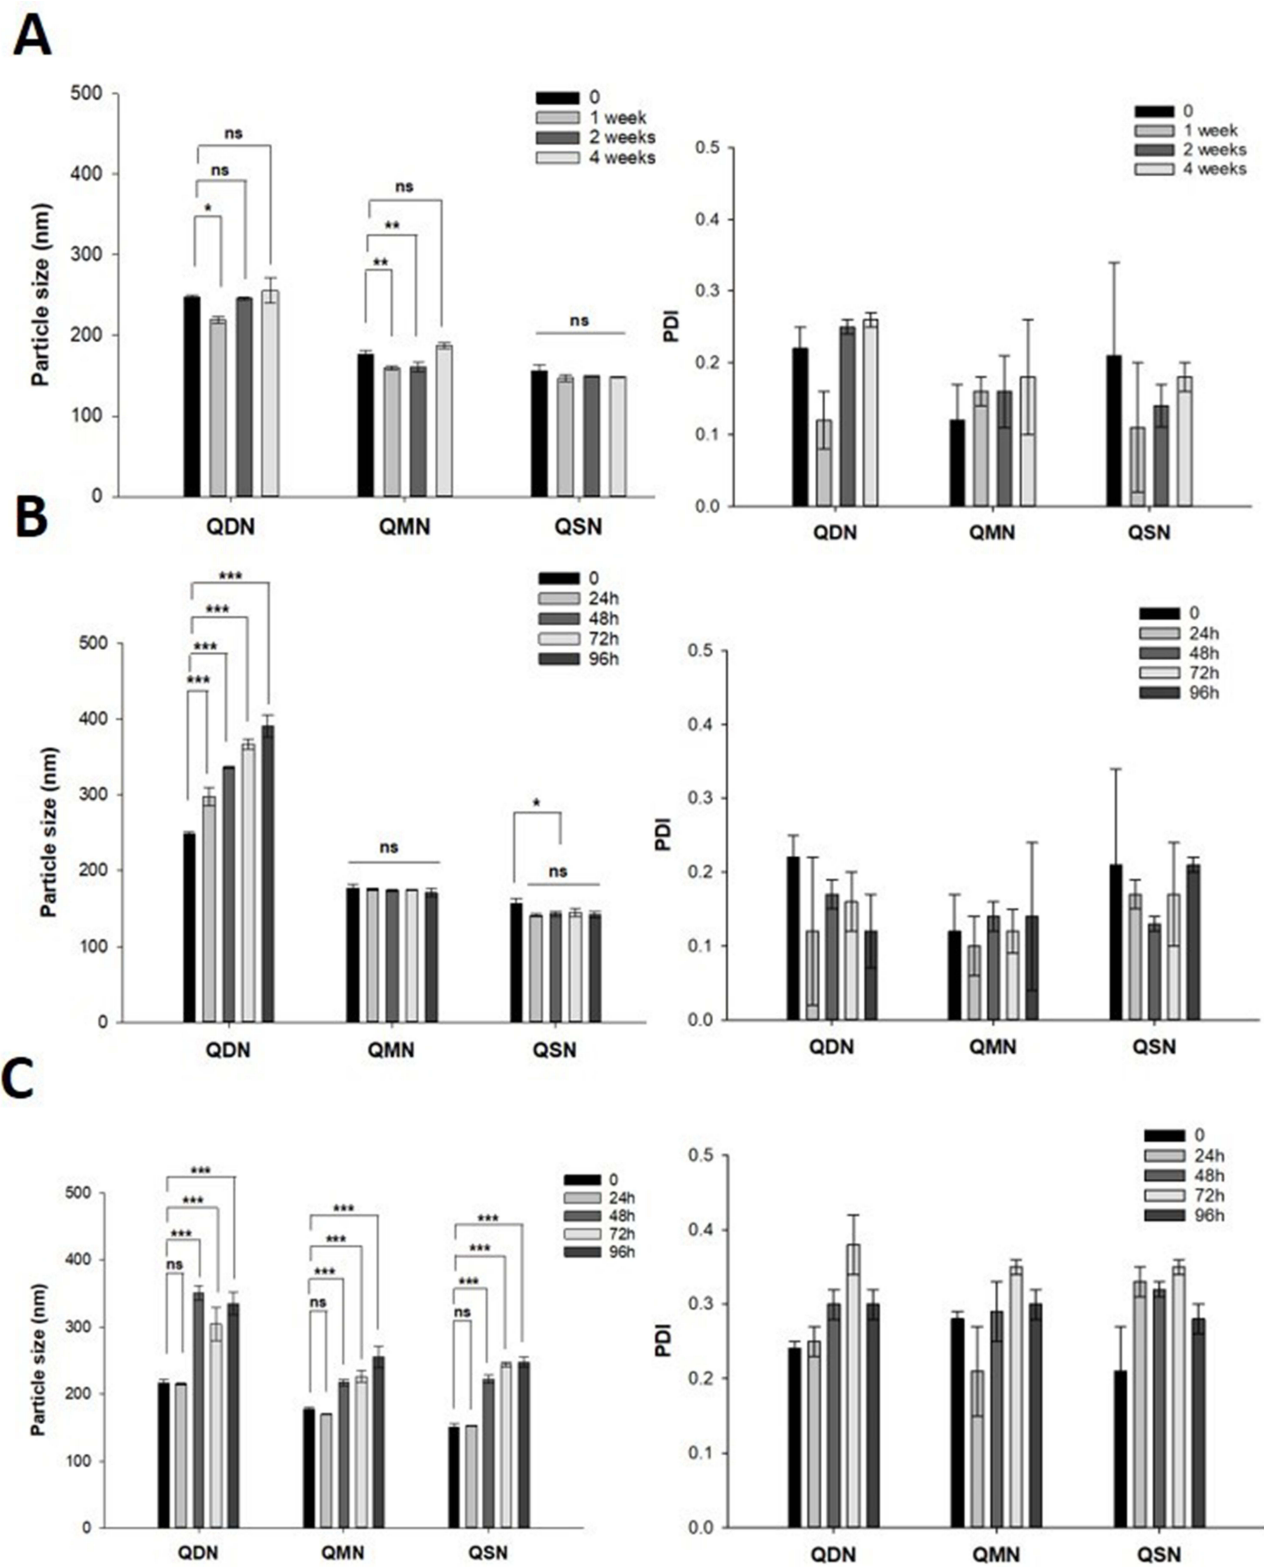 A
500
400
300
200
100
0
Particle size (nm)
ns
ns
*
ns
**
**
ns
0
1 week
2 weeks
4 weeks
QDN
QMN
QSN
0.5
0.4
0.3
0.2
0.1
0.0
PDI
0
1 week
2 weeks
4 weeks
QDN
QMN
QSN
B
500
400
300
200
100
0
Particle size (nm)
***
***
***
***
ns
*
ns
0
24h
48h
72h
96h
QDN
QMN
QSN
0.5
0.4
0.3
0.2
0.1
0.0
PDI
0
24h
48h
72h
96h
QDN
QMN
QSN
C
500
400
300
200
100
0
Particle size (nm)
***
***
***
ns
***
***
***
ns
***
***
***
ns
0
24h
48h
72h
96h
QDN
QMN
QSN
0.5
0.4
0.3
0.2
0.1
0.0
PDI
0
24h
48h
72h
96h
QDN
QMN
QSN